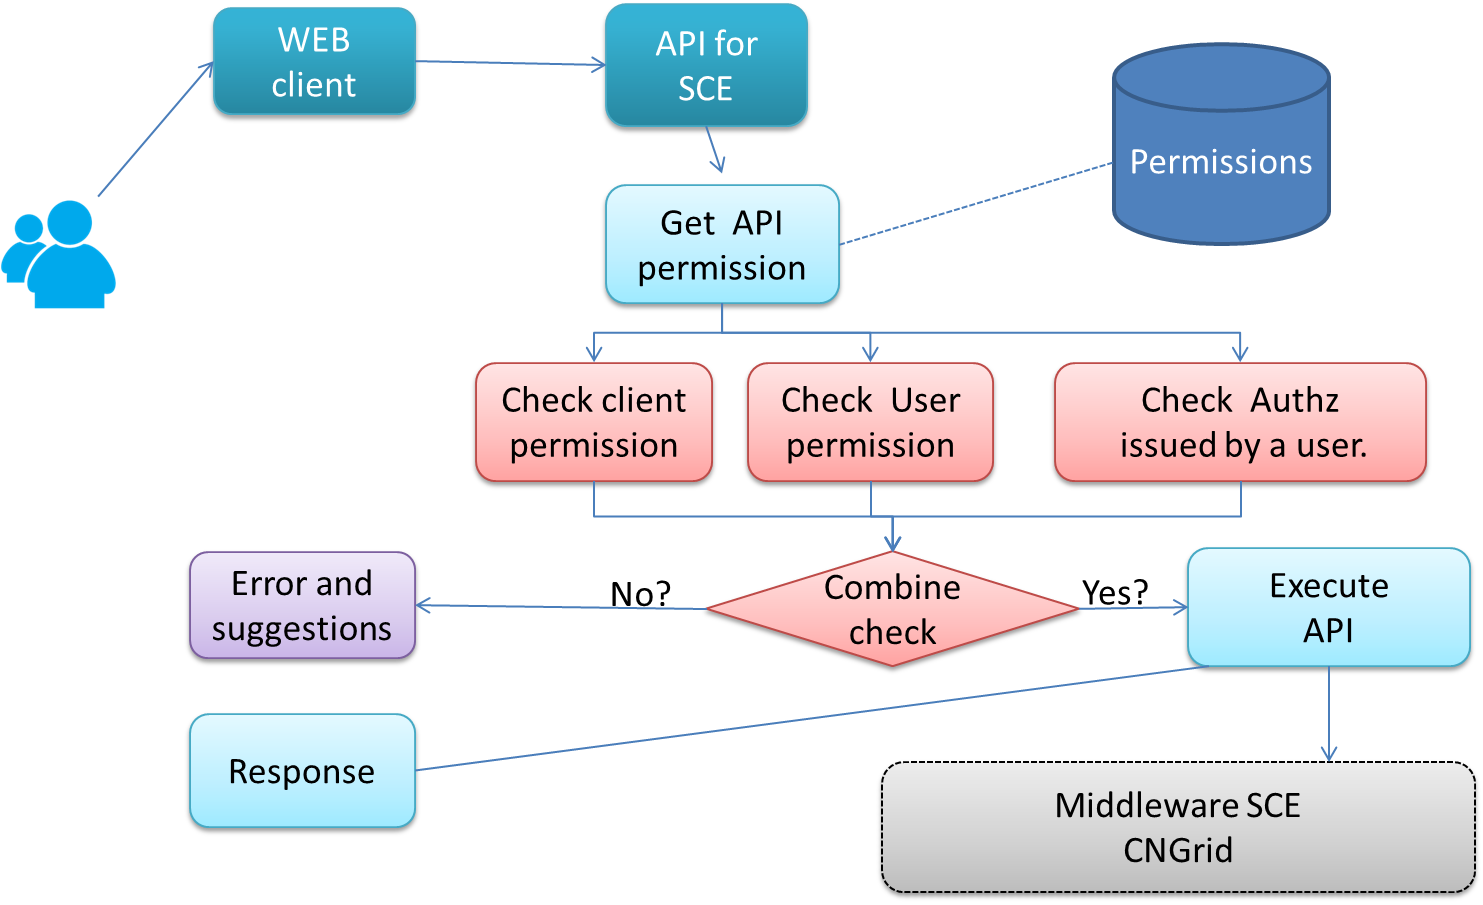 WEB
client
API for
SCE
Permissions
Get  API
permission
Check client
permission
Check  User
permission
Check  Authz
issued by a user.
Error and
suggestions
No?
Combine
check
Yes?
Execute
API
Response
Middleware SCE
CNGrid